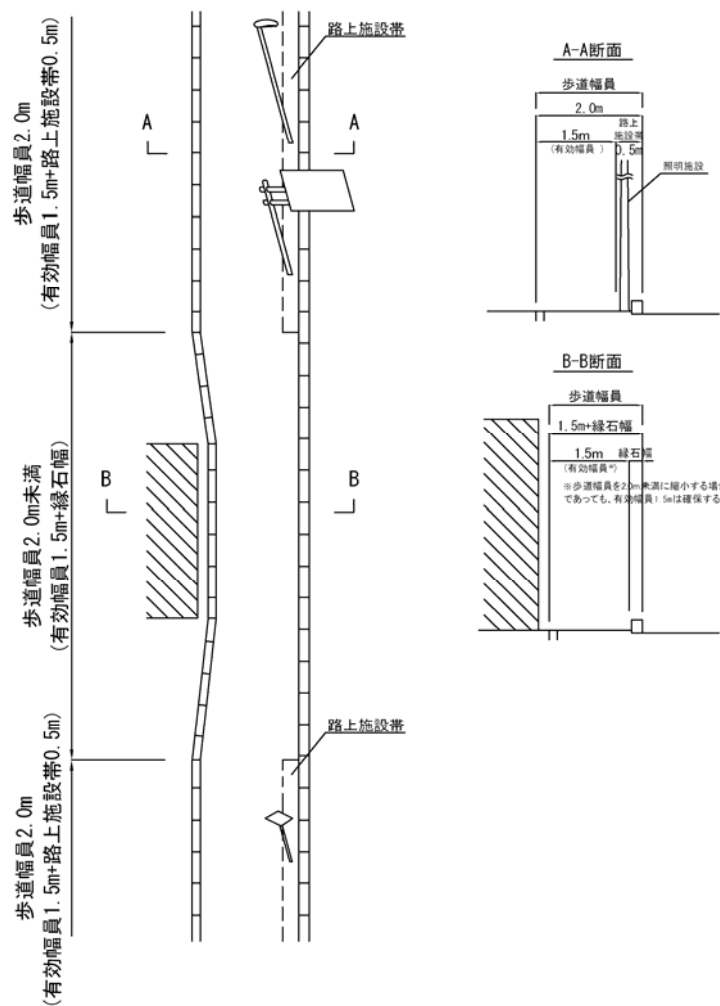 歩道幅員2.0m
(有効幅員1.5m+路上施設帯0.5m)
歩道幅員2.0m未満
(有効幅員1.5m+縁石幅)
歩道幅員2.0m
(有効幅員1.5m+路上施設帯0.5m)
路上施設帯
A
A
B
B
路上施設帯
A-A断面
歩道幅員
2.0m
1.5m
(有効幅員 )
路上
施設帯
0.5m
照明施設
B-B断面
歩道幅員
1.5m+縁石幅
1.5m 縁石幅
(有効幅員※)
※歩道幅員を2.0m未満に縮小する場合
であっても、有効幅員1.5mは確保する